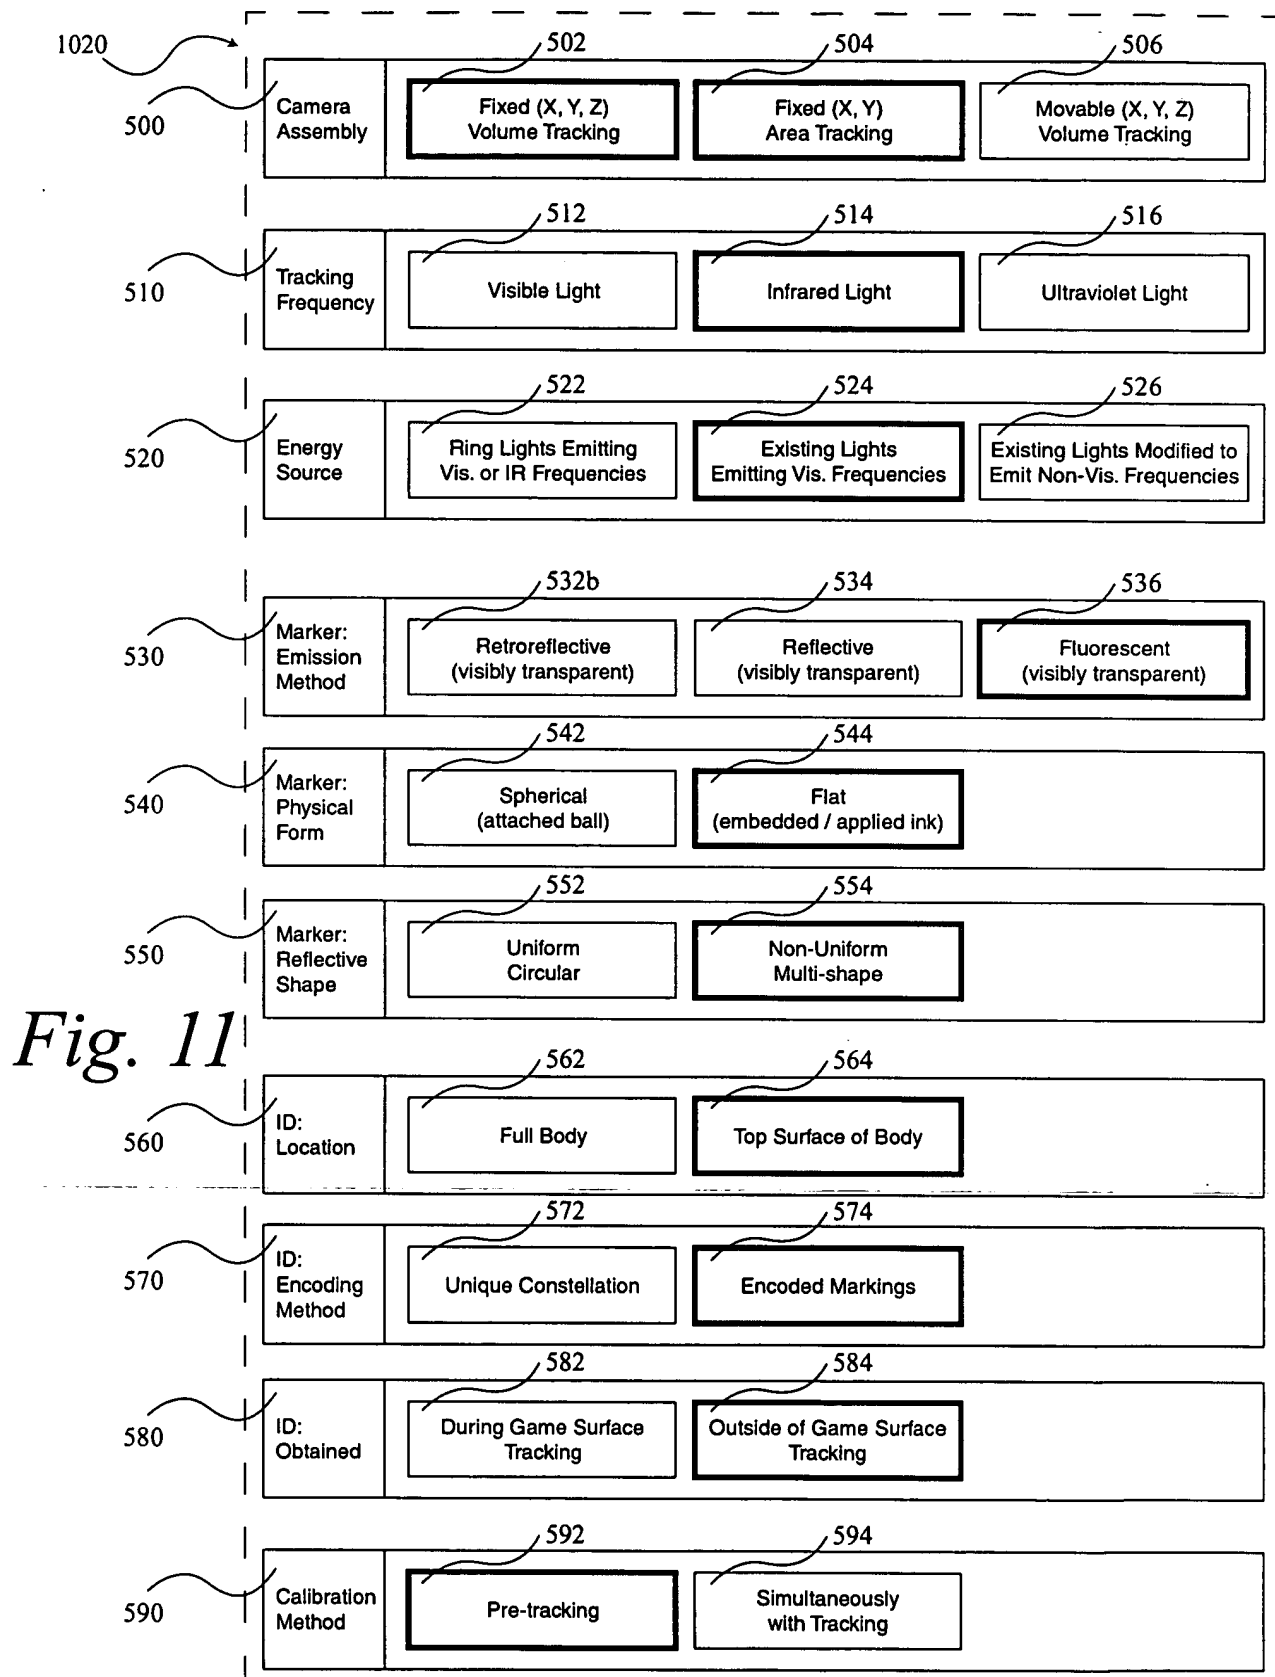 1020
502
504
506
500
Camera
Assembly
Fixed (X, Y, Z)
Volume Tracking
Fixed (X, Y)
Area Tracking
Movable (X, Y, Z)
Volume Tracking
512
514
516
510
Tracking
Frequency
Visible Light
Infrared Light
Ultraviolet Light
522
524
526
520
Energy
Source
Ring Lights Emitting
Vis. or IR Frequencies
Existing Lights
Emitting Vis. Frequencies
Existing Lights Modified to
Emit Non-Vis. Frequencies
532b
534
536
530
Marker:
Emission
Method
Retroreflective
(visibly transparent)
Reflective
(visibly transparent)
Fluorescent
(visibly transparent)
542
544
540
Marker:
Physical
Form
Spherical
(attached ball)
Flat
(embedded / applied ink)
552
554
550
Marker:
Reflective
Shape
Uniform
Circular
Non-Uniform
Multi-shape
Fig. 11
562
564
560
ID:
Location
Full Body
Top Surface of Body
572
574
570
ID:
Encoding
Method
Unique Constellation
Encoded Markings
582
584
580
ID:
Obtained
During Game Surface
Tracking
Outside of Game Surface
Tracking
592
594
590
Calibration
Method
Pre-tracking
Simultaneously
with Tracking